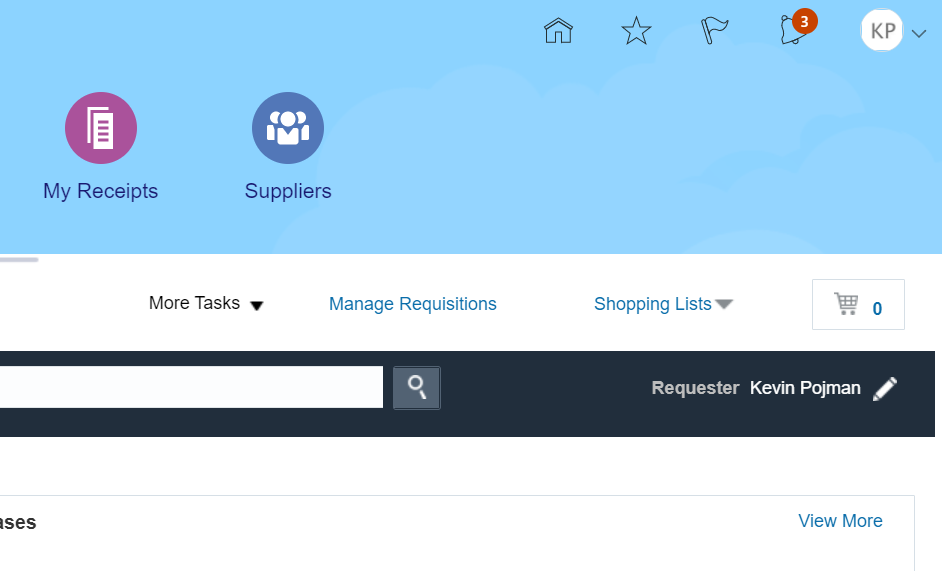 3
KP
My Receipts
Suppliers
More Tasks
Manage Requisitions
Shopping Lists
0
Requester Kevin Pojman
ases
View More